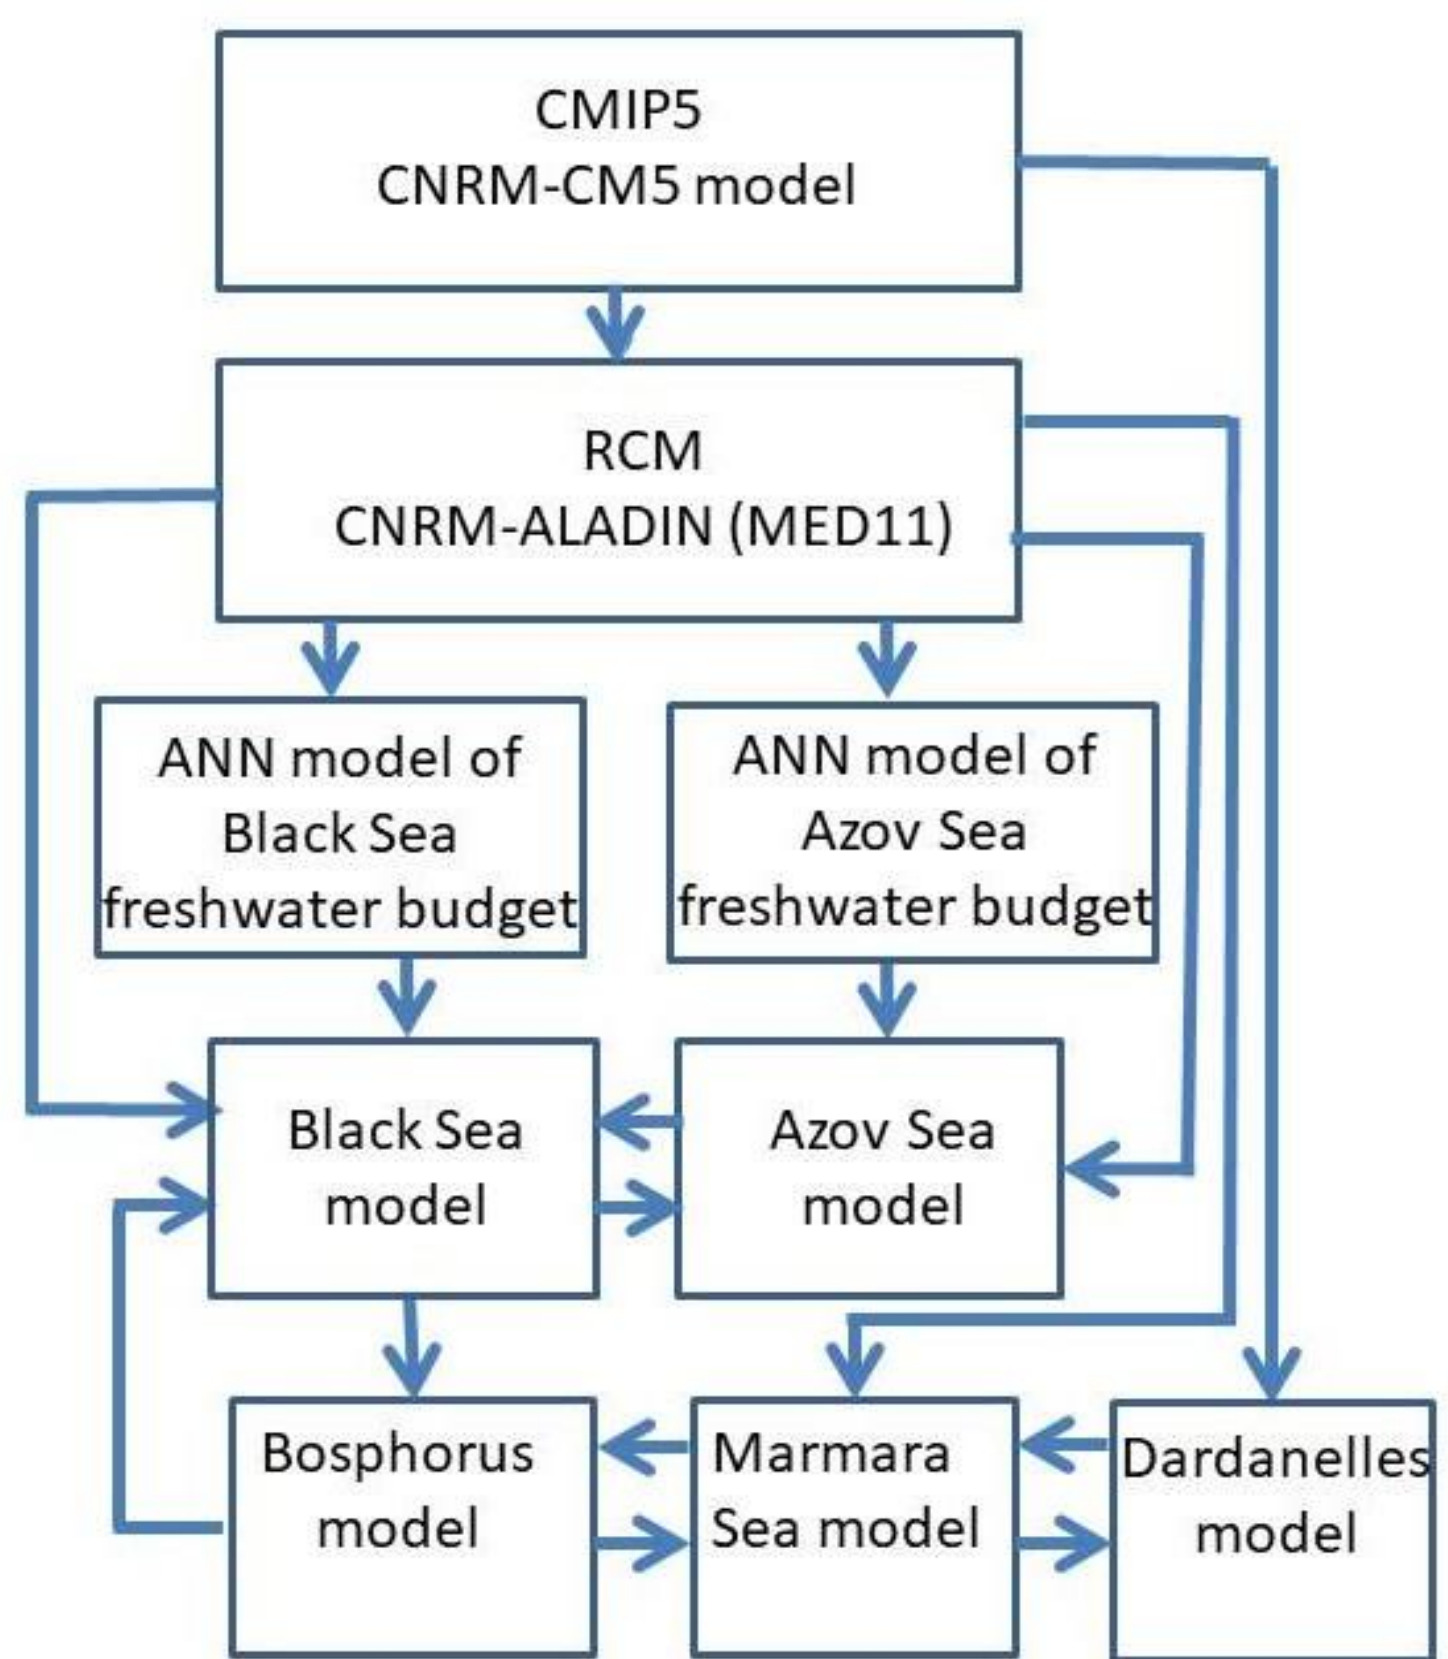 CMIP5
CNRM-CM5 model
RCM
CNRM-ALADIN (MED11)
ANN model of
Black Sea
freshwater budget
ANN model of
Azov Sea
freshwater budget
Black Sea
model
Azov Sea
model
Bosphorus
model
Marmara
Sea model
Dardanelles
model